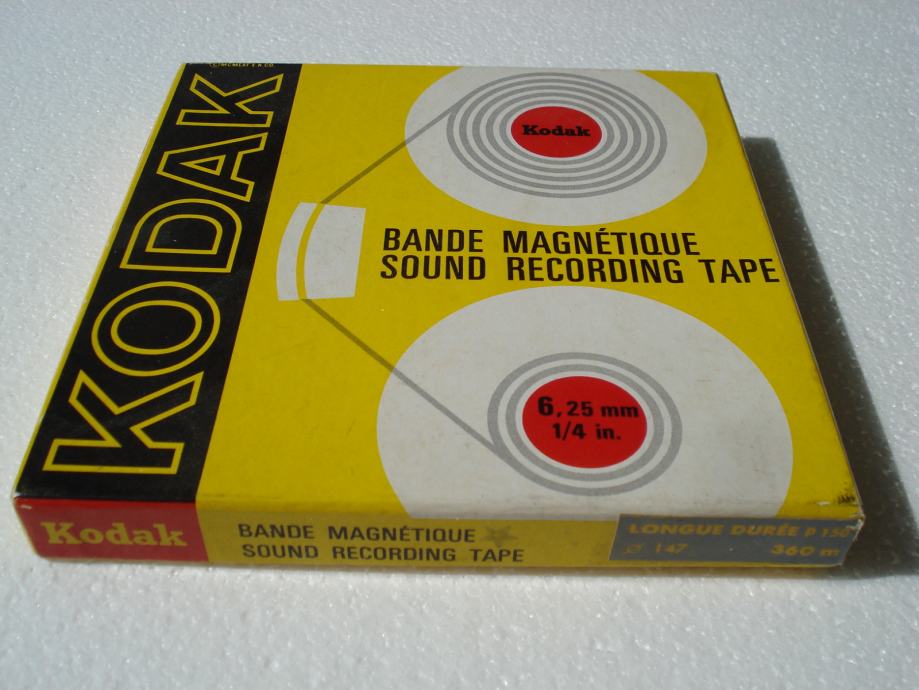 KODAK
Kodak
BANDE MAGNÉTIQUE
SOUND RECORDING TAPE
6,25 mm
1/4 in.
Kodak
BANDE MAGNÉTIQUE
SOUND RECORDING TAPE
LONGUE DURÉE P 150
Ø 147 360 m